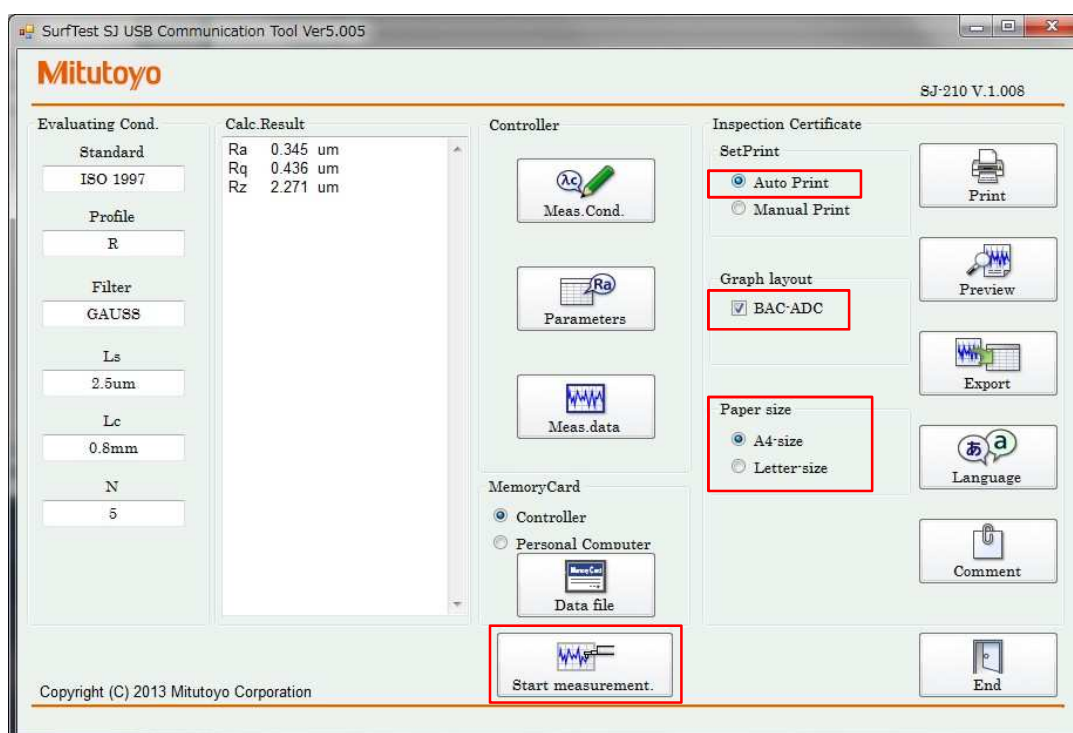 SurfTest SJ USB Communication Tool Ver5.005
Mitutoyo
SJ-210 V.1.008
Evaluating Cond.
Standard
ISO 1997
Profile
R
Filter
GAUSS
Ls
2.5um
Lc
0.8mm
N
5
Calc.Result
Ra 0.345 um
Rq 0.436 um
Rz 2.271 um
Controller
λc
Meas.Cond.
Ra
Parameters
Meas.data
MemoryCard
Controller
Personal Computer
Memory Card
Data file
Start measurement.
Inspection Certificate
SetPrint
Auto Print
Manual Print
Graph layout
BAC-ADC
Paper size
A4-size
Letter-size
Print
Preview
Export
あ a
Language
Comment
End
Copyright (C) 2013 Mitutoyo Corporation